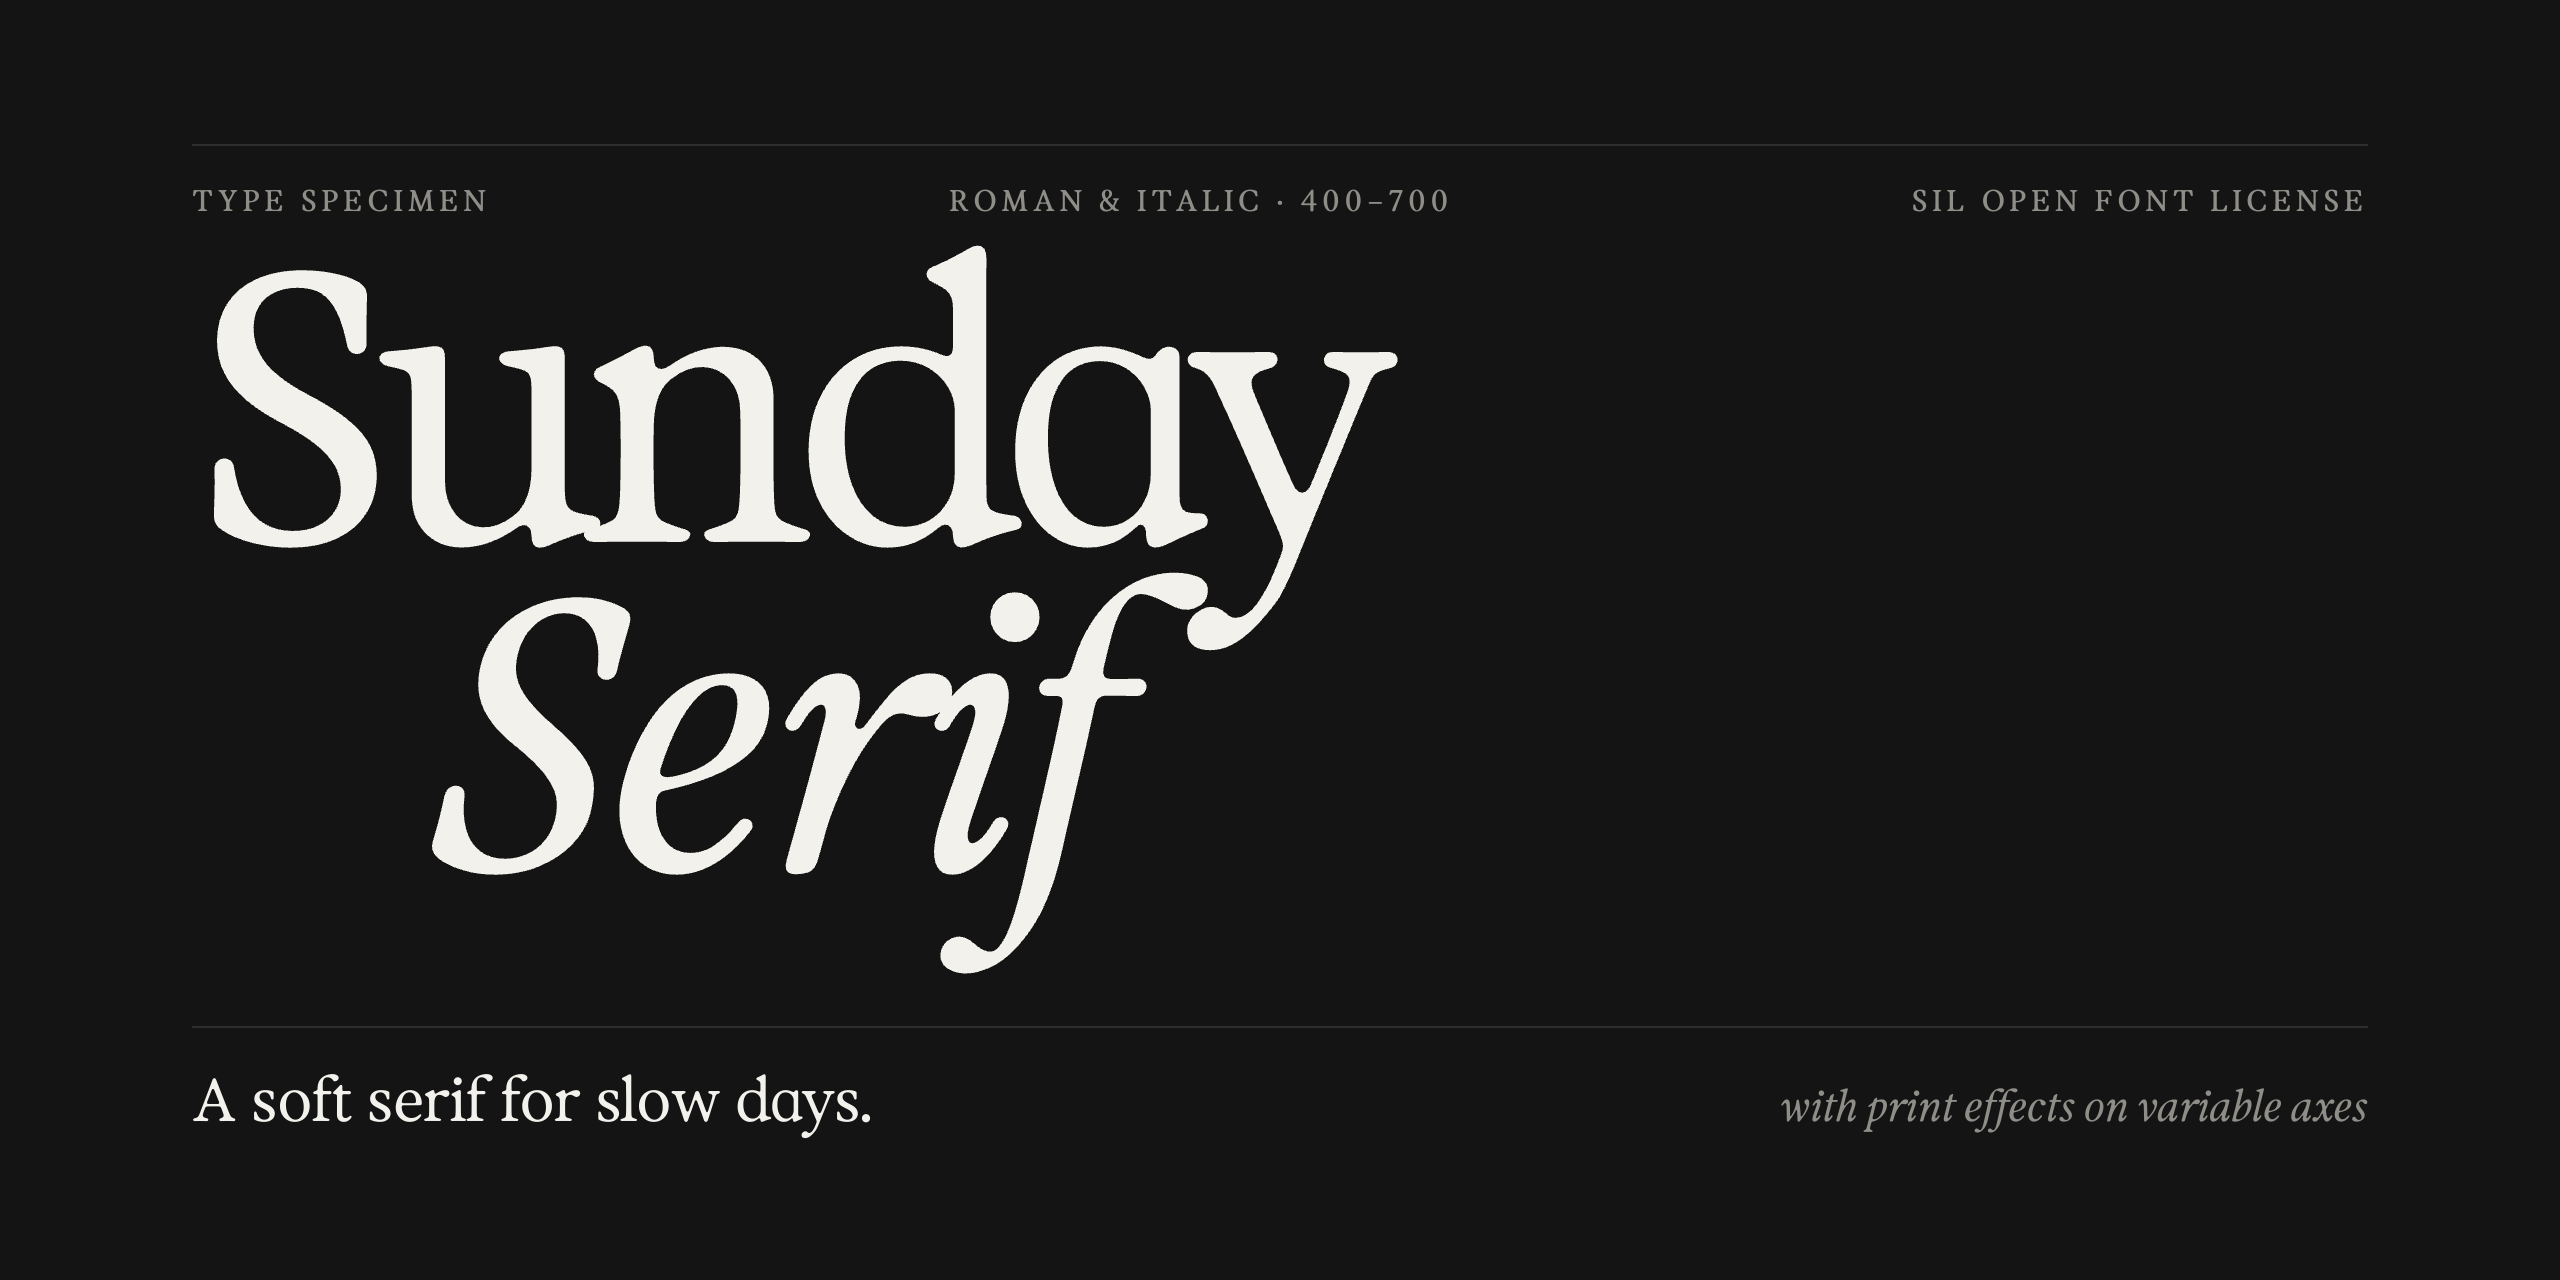 TYPE SPECIMEN
ROMAN & ITALIC · 400–700
SIL OPEN FONT LICENSE
Sunday
Serif
A soft serif for slow days.
with print effects on variable axes